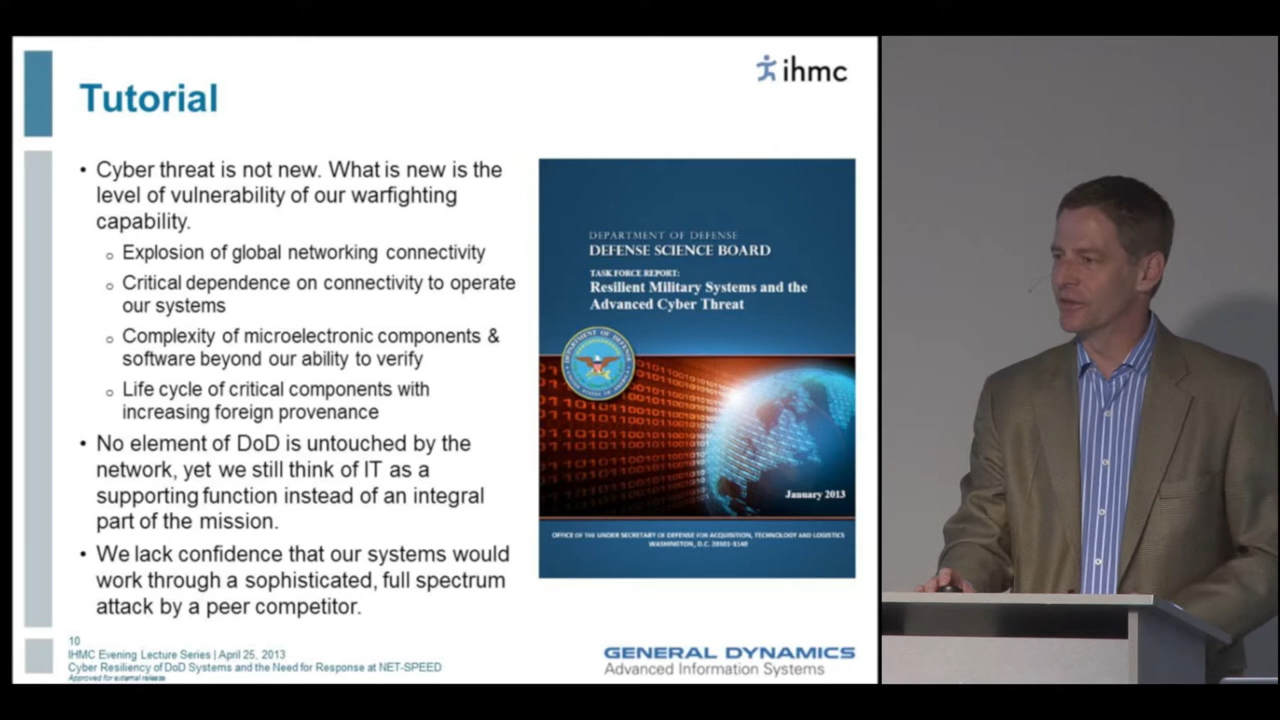 ihmc
Tutorial
• Cyber threat is not new. What is new is the
level of vulnerability of our warfighting
capability.
o Explosion of global networking connectivity
o Critical dependence on connectivity to operate
our systems
o Complexity of microelectronic components &
software beyond our ability to verify
o Life cycle of critical components with
increasing foreign provenance
• No element of DoD is untouched by the
network, yet we still think of IT as a
supporting function instead of an integral
part of the mission.
• We lack confidence that our systems would
work through a sophisticated, full spectrum
attack by a peer competitor.
DEPARTMENT OF DEFENSE
DEFENSE SCIENCE BOARD
TASK FORCE REPORT:
Resilient Military Systems and the
Advanced Cyber Threat
January 2013
OFFICE OF THE UNDER SECRETARY OF DEFENSE FOR ACQUISITION, TECHNOLOGY AND LOGISTICS
WASHINGTON, D.C. 20301-3140
10
IHMC Evening Lecture Series | April 25, 2013
Cyber Resiliency of DoD Systems and the Need for Response at NET-SPEED
Approved for external release
GENERAL DYNAMICS
Advanced Information Systems